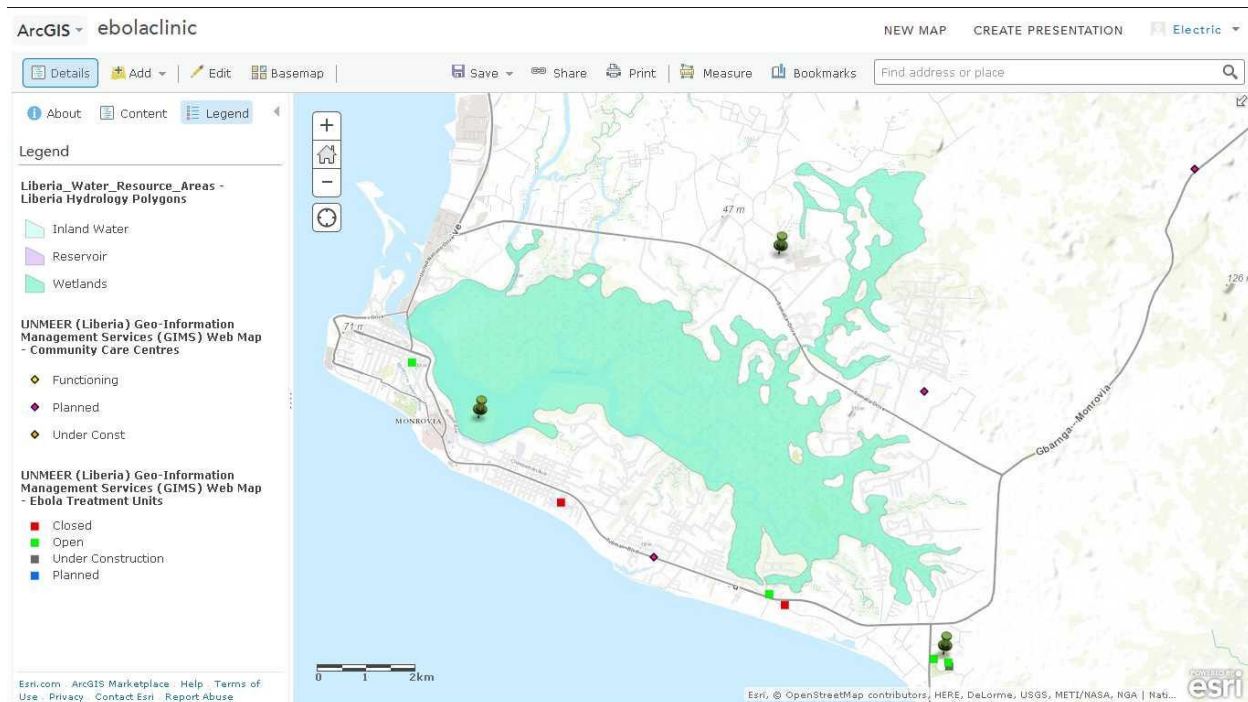 ArcGIS
ebolaclinic
NEW MAP
CREATE PRESENTATION
Electric
Details
Add
Edit
Basemap
Save
Share
Print
Measure
Bookmarks
Find address or place
About
Content
Legend
Legend
Liberia_Water_Resource_Areas -
Liberia Hydrology Polygons
Inland Water
Reservoir
Wetlands
UNMEER (Liberia) Geo-Information
Management Services (GIMS) Web Map
- Community Care Centres
Functioning
Planned
Under Const
UNMEER (Liberia) Geo-Information
Management Services (GIMS) Web Map
- Ebola Treatment Units
Closed
Open
Under Construction
Planned
Esri.com
ArcGIS Marketplace
Help
Terms of
Use
Privacy
Contact Esri
Report Abuse
47 m
126 m
71 m
MONROVIA
Gbarnga---Monrovia
0
1
2km
Esri, © OpenStreetMap contributors, HERE, DeLorme, USGS, METI/NASA, NGA | Nati...
POWERED BY
esri